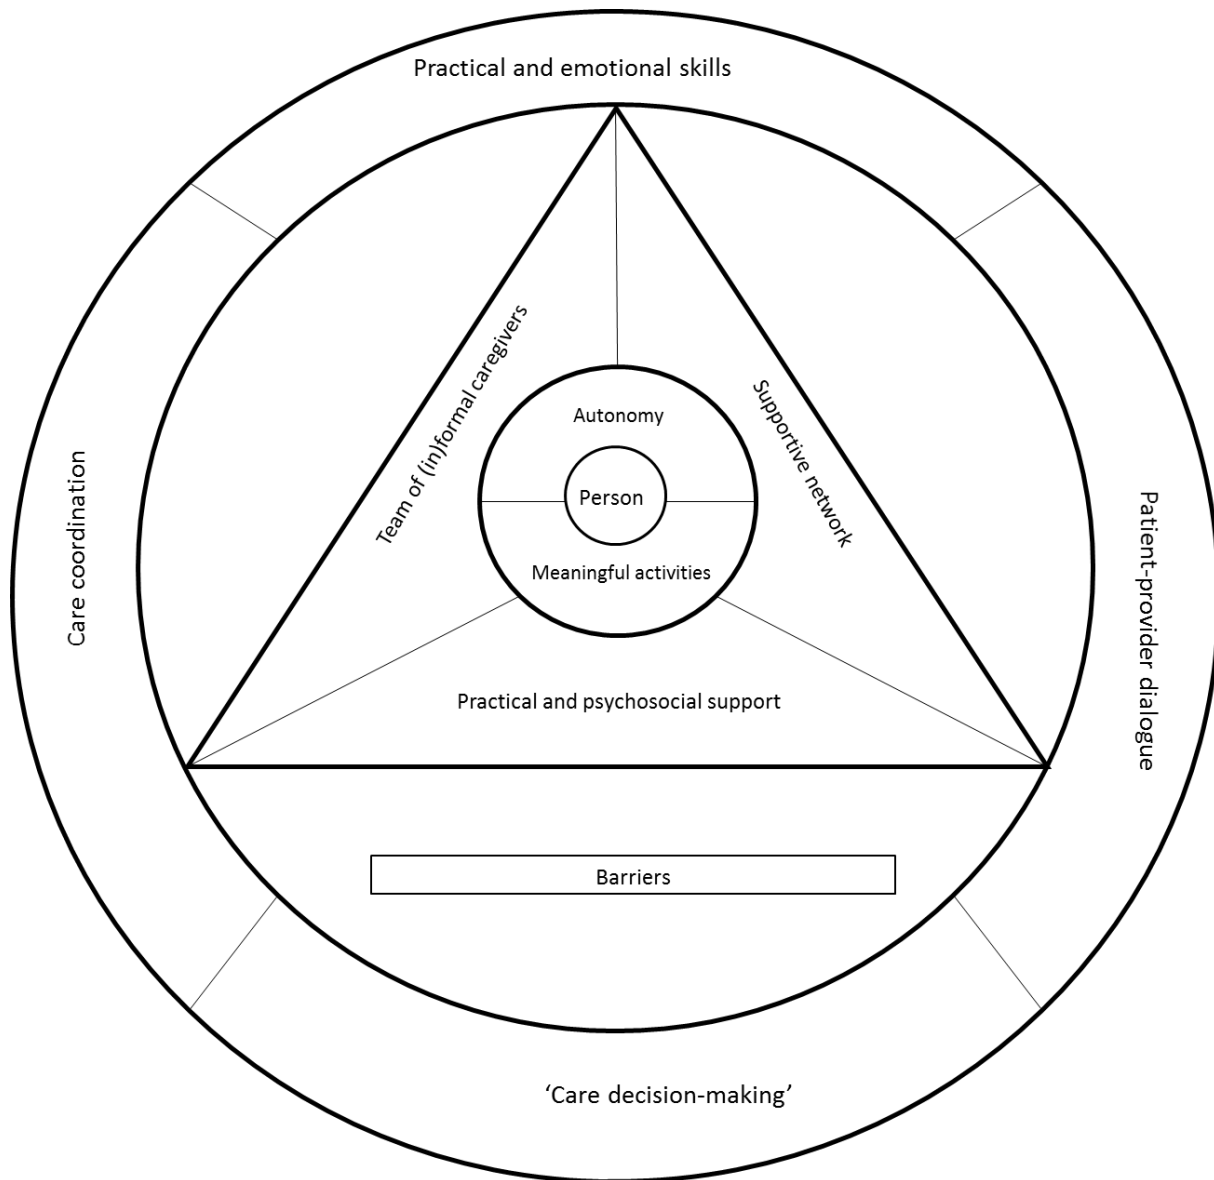 Practical and emotional skills
Team of (in)formal caregivers
Supportive network
Autonomy
Person
Meaningful activities
Care coordination
Patient-provider dialogue
Practical and psychosocial support
Barriers
‘Care decision-making’